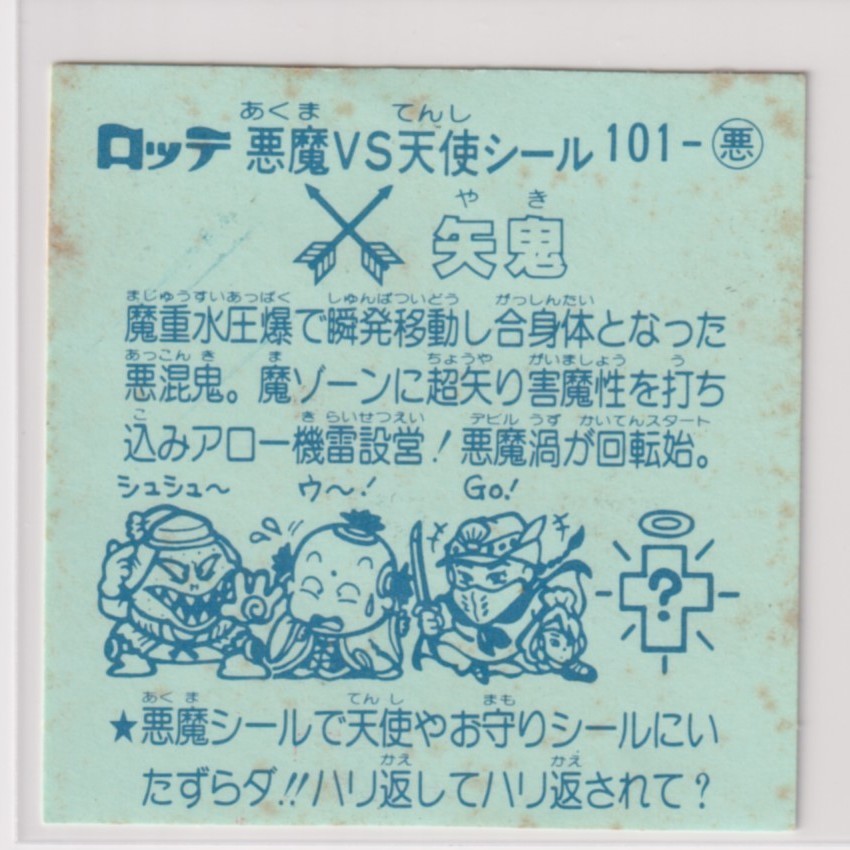 あくま てんし
ロッテ 悪魔VS天使シール 101-悪
やき
矢鬼
まじゅうすいあっぱく しゅんぱついどう がっしんたい
魔重水圧爆で瞬発移動し合身体となった
あっこんき ま ちょうや がいましょう う
悪混鬼。魔ゾーンに超矢り害魔性を打ち
こ きらいせつえい デビルうず かいてんスタート
込みアロー機雷設営！悪魔渦が回転始。
シュシュ〜 ウ〜！ Go!
?
あくま てんし まも
★悪魔シールで天使やお守りシールにい
かえ かえ
たずらダ!!ハリ返してハリ返されて？